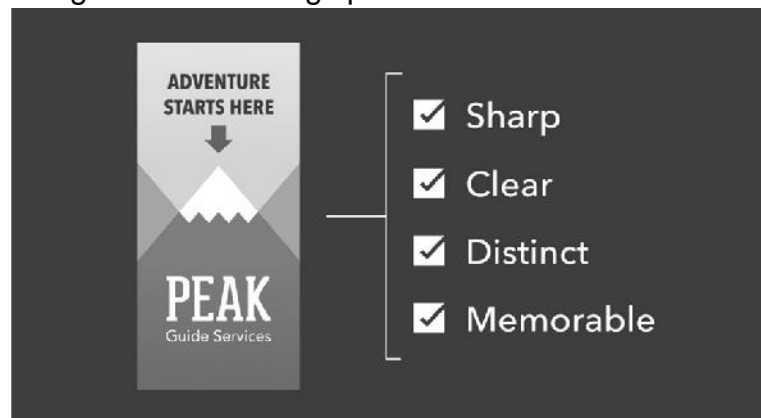 ADVENTURE
STARTS HERE
PEAK
Guide Services
Sharp
Clear
Distinct
Memorable